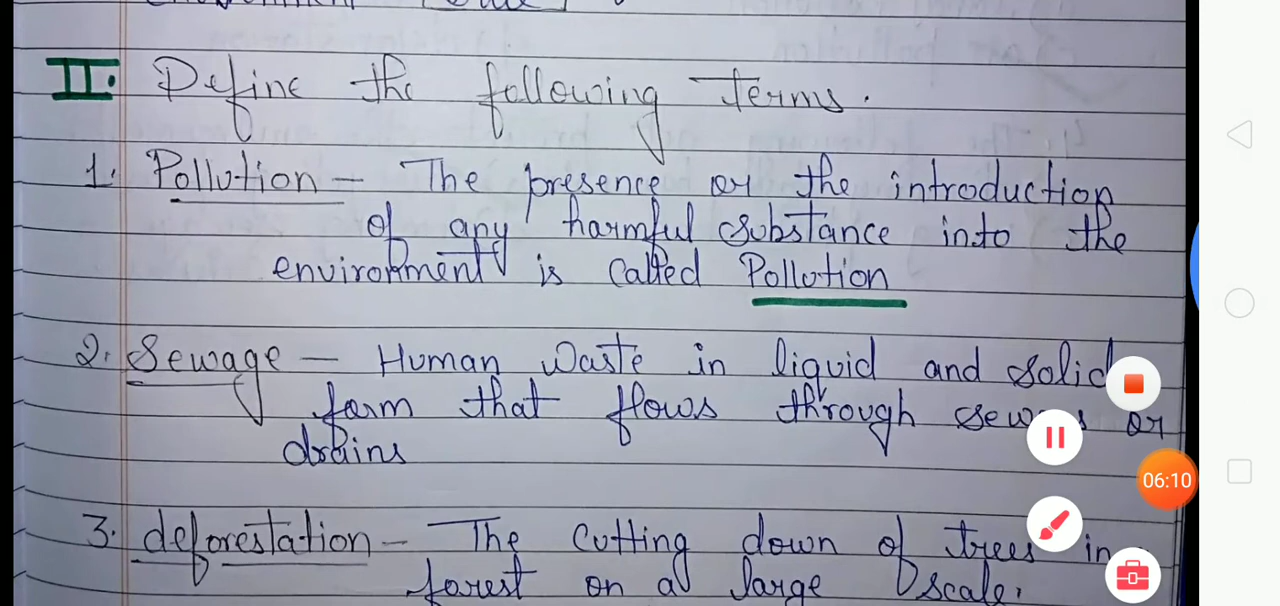 II. Define the following terms.
1. Pollution – The presence or the introduction
of any harmful substance into the
environment is called Pollution
2. Sewage – Human waste in liquid and solid
form that flows through or
drains
3. deforestation – The cutting down of trees in
forest on a large scale.
06:10